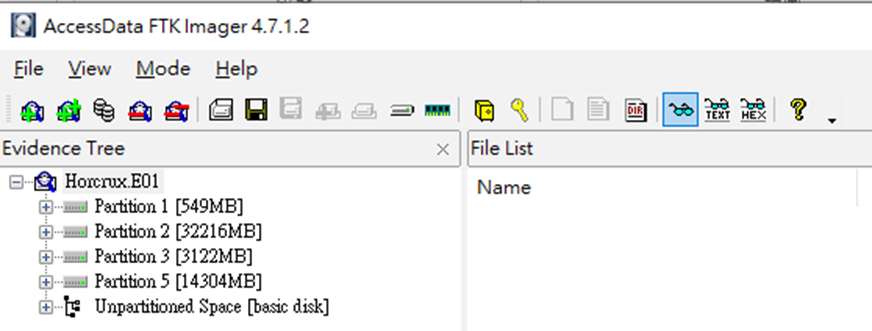 AccessData FTK Imager 4.7.1.2
File View Mode Help
DIR TEXT HEX
Evidence Tree
File List
Horcrux.E01
Name
Partition 1 [549MB]
Partition 2 [32216MB]
Partition 3 [3122MB]
Partition 5 [14304MB]
Unpartitioned Space [basic disk]